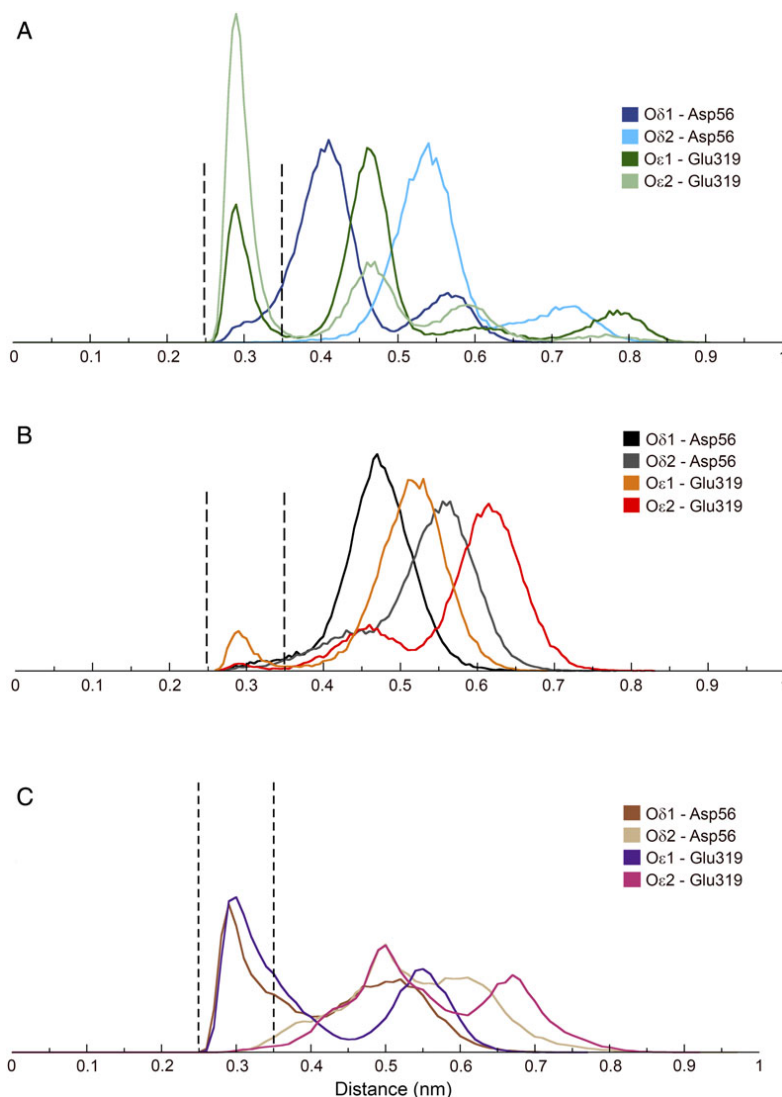 A
Oδ1 - Asp56
Oδ2 - Asp56
Oε1 - Glu319
Oε2 - Glu319
0 0.1 0.2 0.3 0.4 0.5 0.6 0.7 0.8 0.9 1
B
Oδ1 - Asp56
Oδ2 - Asp56
Oε1 - Glu319
Oε2 - Glu319
0 0.1 0.2 0.3 0.4 0.5 0.6 0.7 0.8 0.9 1
C
Oδ1 - Asp56
Oδ2 - Asp56
Oε1 - Glu319
Oε2 - Glu319
0 0.1 0.2 0.3 0.4 0.5 0.6 0.7 0.8 0.9 1
Distance (nm)